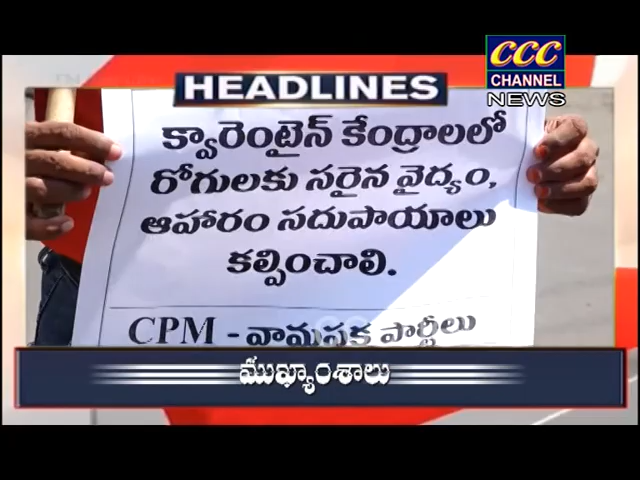 CCC
CHANNEL
NEWS
HEADLINES
క్వారెంటైన్ కేంద్రాలలో
రోగులకు సరైన వైద్యం,
ఆహారం సదుపాయాలు
కల్పించాలి.
CPM - వామపక్ష పార్టీలు
ముఖ్యాంశాలు